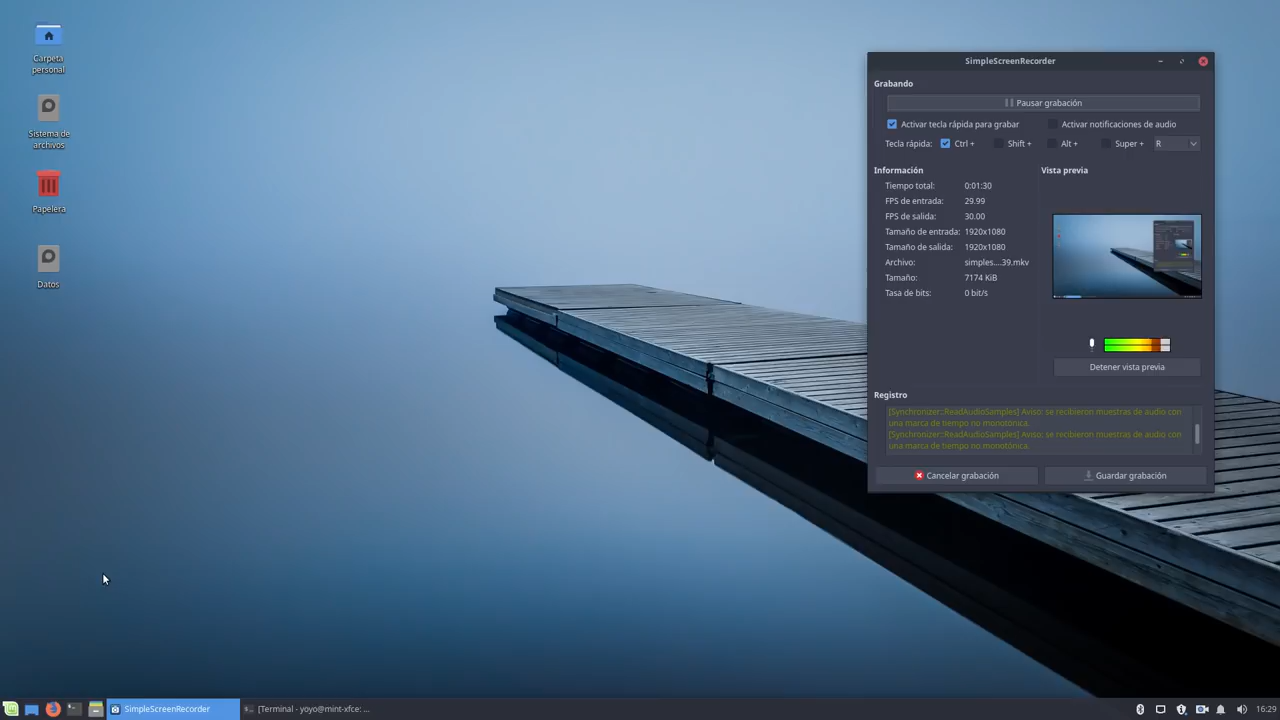 Carpeta
personal
Sistema de
archivos
Papelera
Datos
SimpleScreenRecorder
Grabando
Pausar grabación
Activar tecla rápida para grabar
Activar notificaciones de audio
Tecla rápida: Ctrl + Shift + Alt + Super + R
Información
Vista previa
Tiempo total: 0:01:30
FPS de entrada: 29.99
FPS de salida: 30.00
Tamaño de entrada: 1920x1080
Tamaño de salida: 1920x1080
Archivo: simples....39.mkv
Tamaño: 7174 KiB
Tasa de bits: 0 bit/s
Detener vista previa
Registro
[Synchronizer::ReadAudioSamples] Aviso: se recibieron muestras de audio con
una marca de tiempo no monotónica.
[Synchronizer::ReadAudioSamples] Aviso: se recibieron muestras de audio con
una marca de tiempo no monotónica.
Cancelar grabación
Guardar grabación
SimpleScreenRecorder
[Terminal - yoyo@mint-xfce: ...
16:29